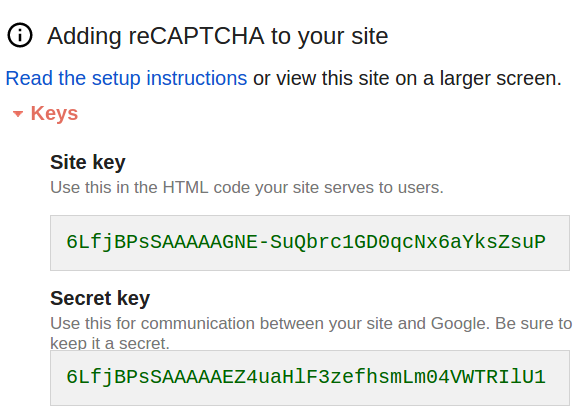 Adding reCAPTCHA to your site
Read the setup instructions or view this site on a larger screen.
Keys
Site key
Use this in the HTML code your site serves to users.
6LfjBPsSAAAAAGNE-SuQbrc1GD0qcNx6aYksZsuP
Secret key
Use this for communication between your site and Google. Be sure to
keep it a secret.
6LfjBPsSAAAAAEZ4uaHlF3zefhsmLm04VWTRIlU1